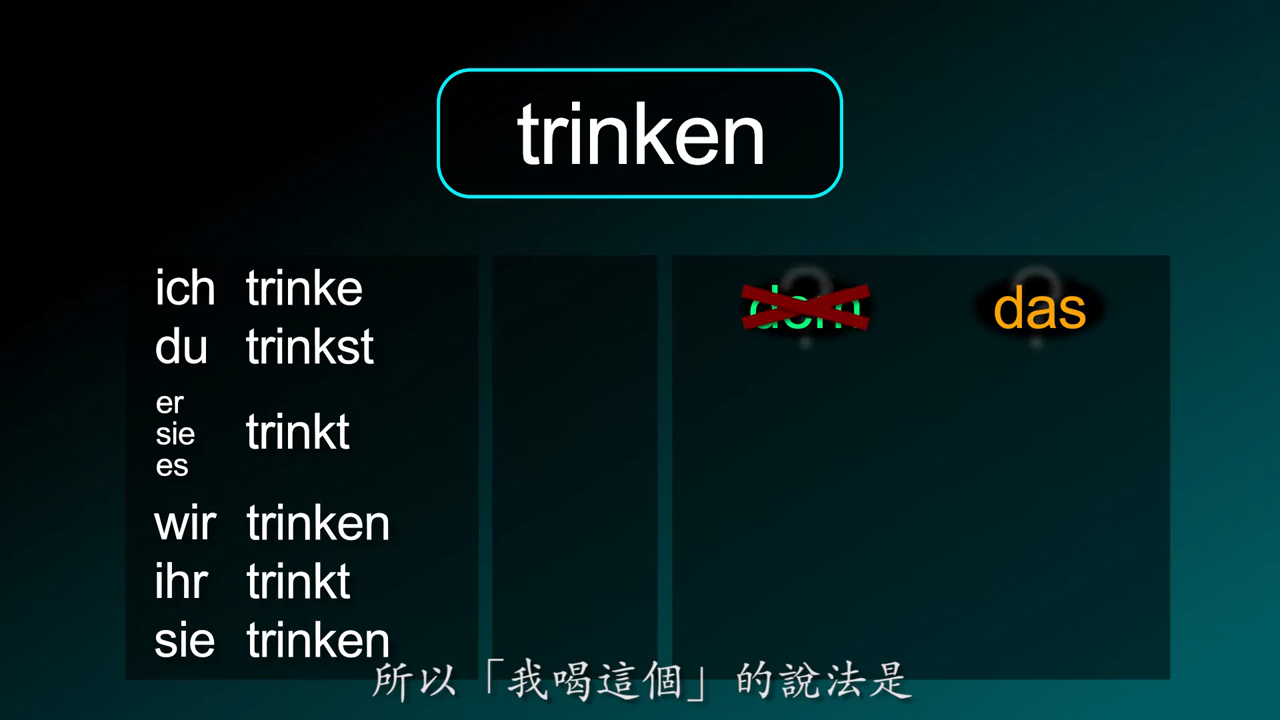 trinken
ich trinke
du trinkst
er
sie trinkt
es
wir trinken
ihr trinkt
sie trinken
dem
das
所以「我喝這個」的說法是